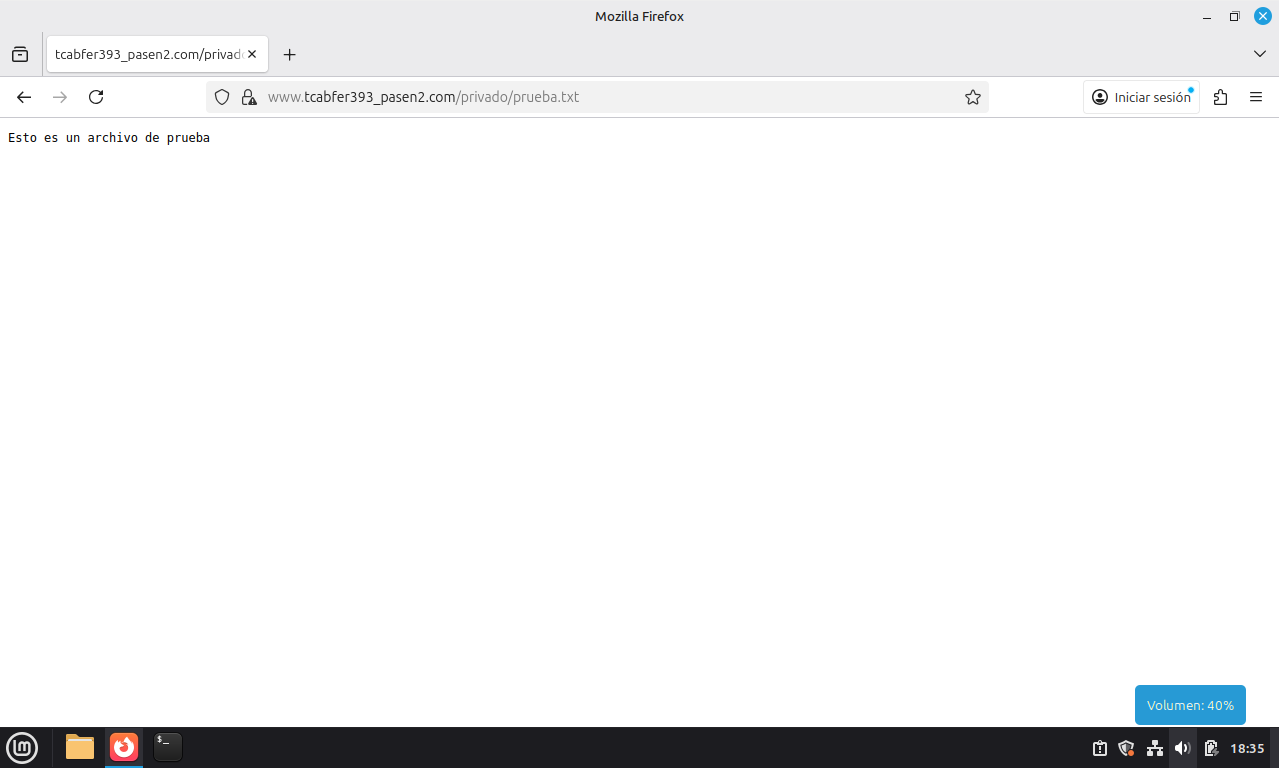 Mozilla Firefox
tcabfer393_pasen2.com/privad
www.tcabfer393_pasen2.com/privado/prueba.txt
Iniciar sesión
Esto es un archivo de prueba
Volumen: 40%
$_
18:35